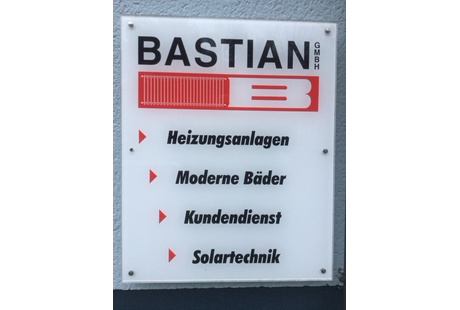 BASTIAN GMBH
B
Heizungsanlagen
Moderne Bäder
Kundendienst
Solartechnik